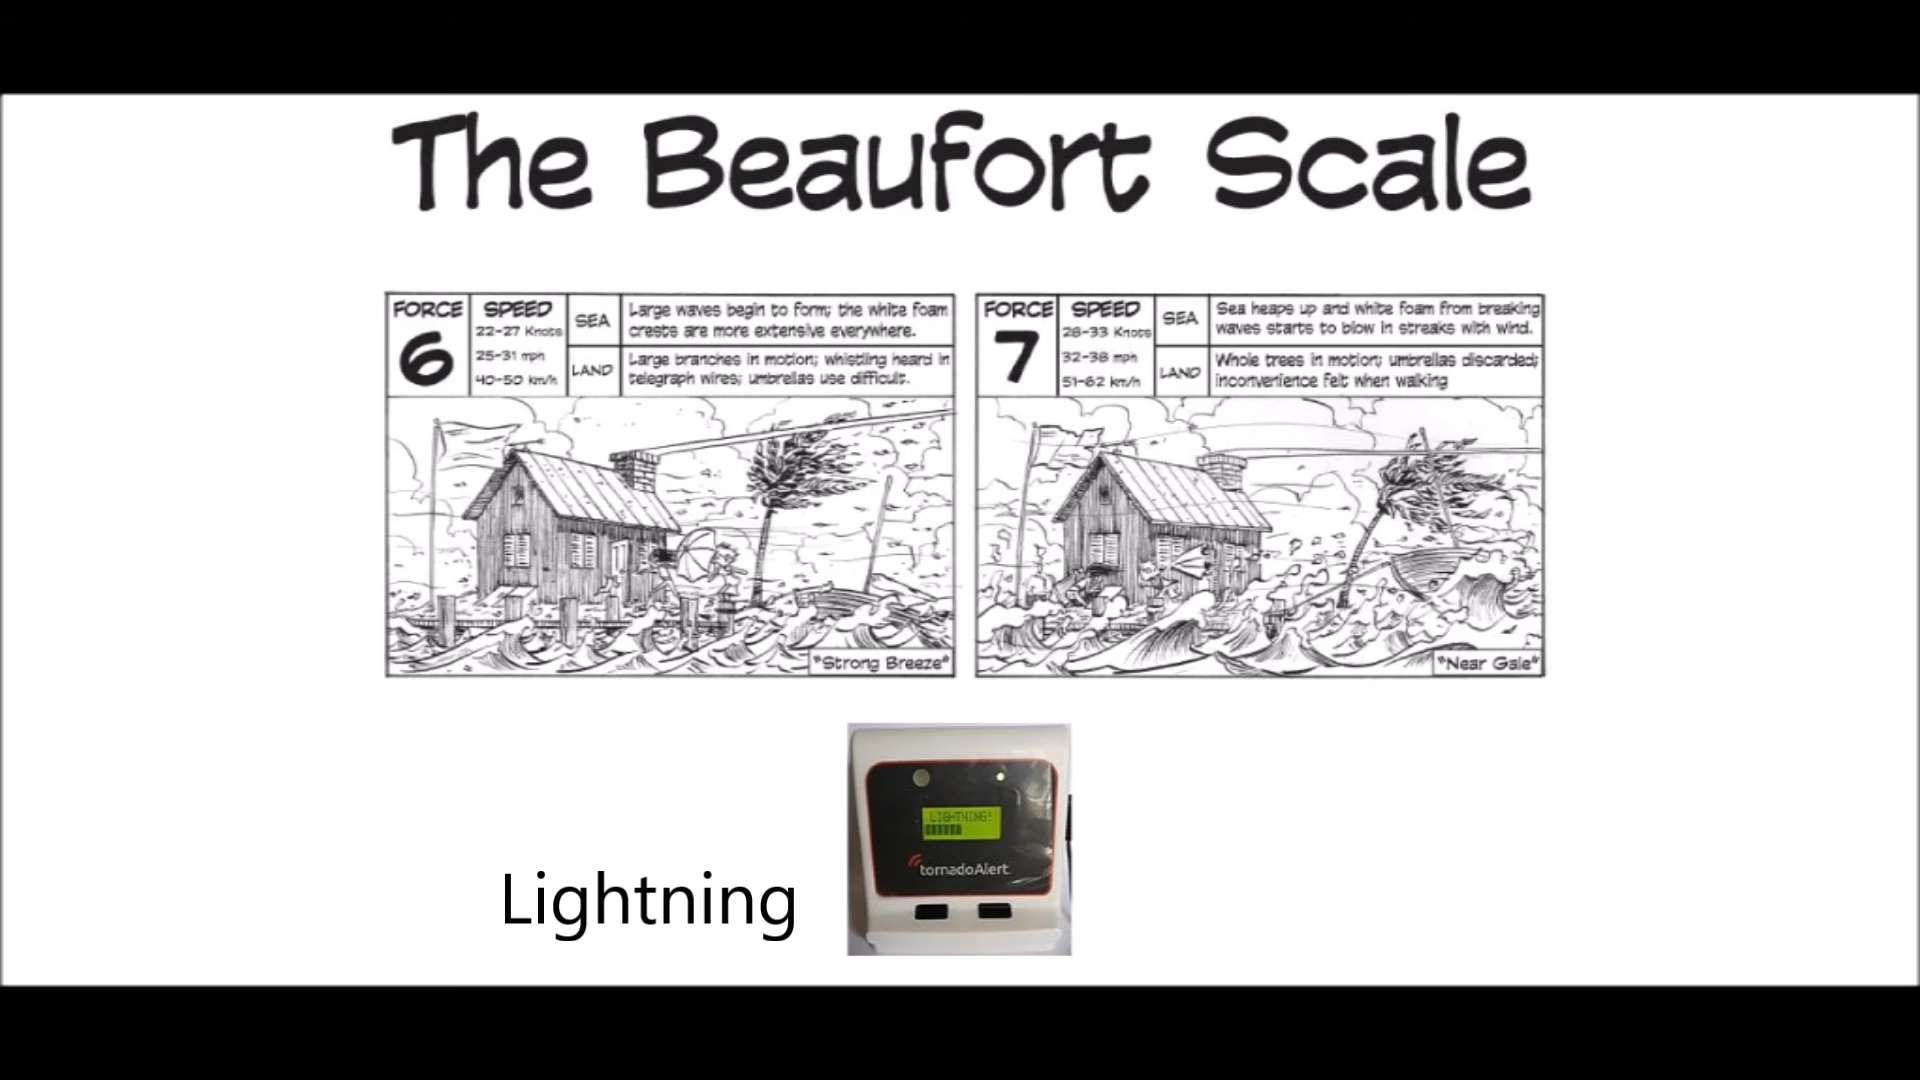 The Beaufort Scale
FORCE
6
SPEED
22-27 Knots
25-31 mph
40-50 km/h
SEA
Large waves begin to form; the white foam
crests are more extensive everywhere.
LAND
Large branches in motion; whistling heard in
telegraph wires; umbrellas use difficult.
"Strong Breeze"
FORCE
7
SPEED
28-33 Knots
32-38 mph
51-62 km/h
SEA
Sea heaps up and white foam from breaking
waves starts to blow in streaks with wind.
LAND
Whole trees in motion; umbrellas discarded;
inconvenience felt when walking
"Near Gale"
LIGHTNING!
tornadoAlert
Lightning